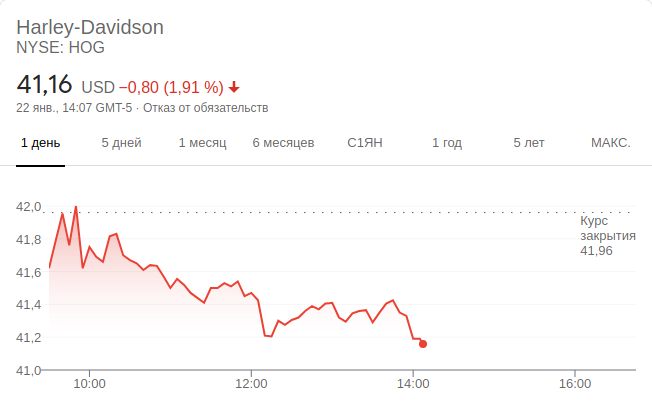 Harley-Davidson
NYSE: HOG
41,16 USD −0,80 (1,91 %) ↓
22 янв., 14:07 GMT-5 · Отказ от обязательств
1 день 5 дней 1 месяц 6 месяцев С1ЯН 1 год 5 лет МАКС.
42,0
Курс
закрытия
41,96
41,8
41,6
41,4
41,2
41,0
10:00 12:00 14:00 16:00